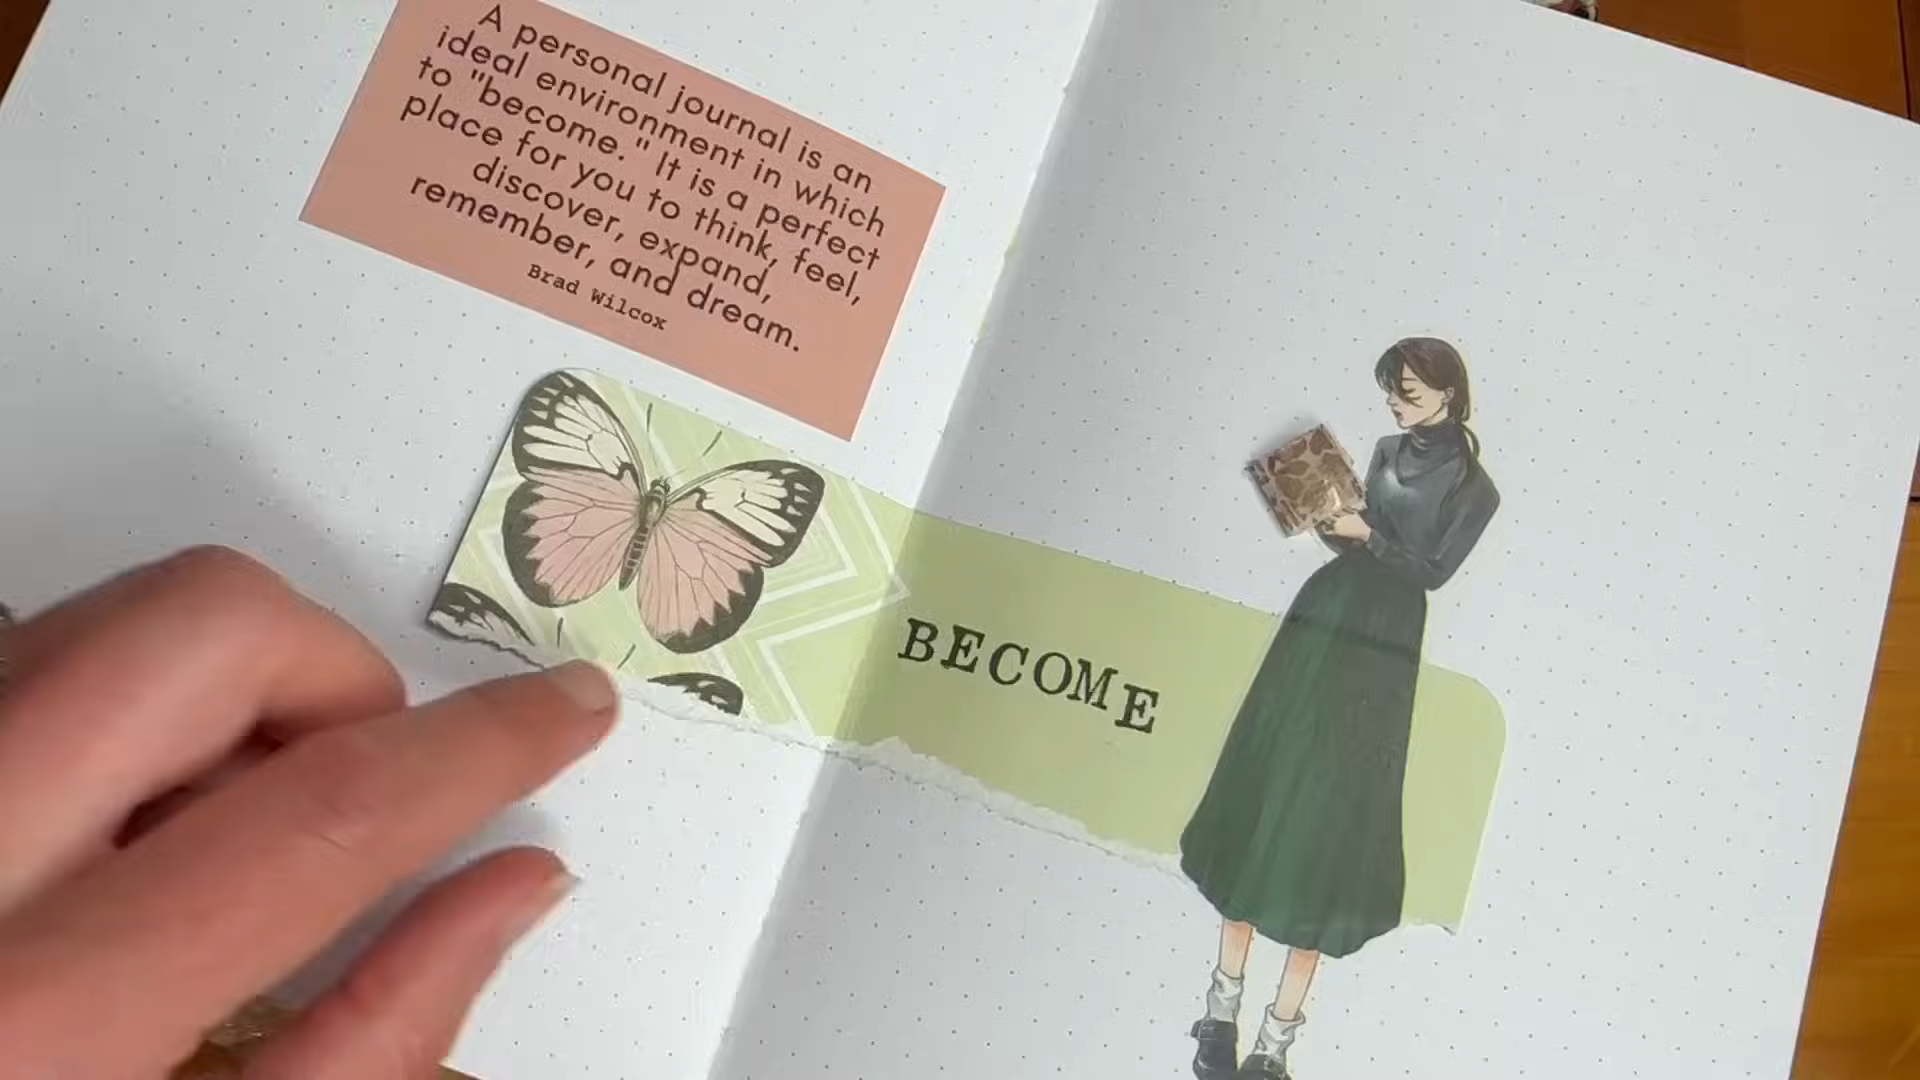 A personal journal is an
ideal environment in which
to "become." It is a perfect
place for you to think, feel,
discover, expand,
remember, and dream.
Brad Wilcox
BECOME